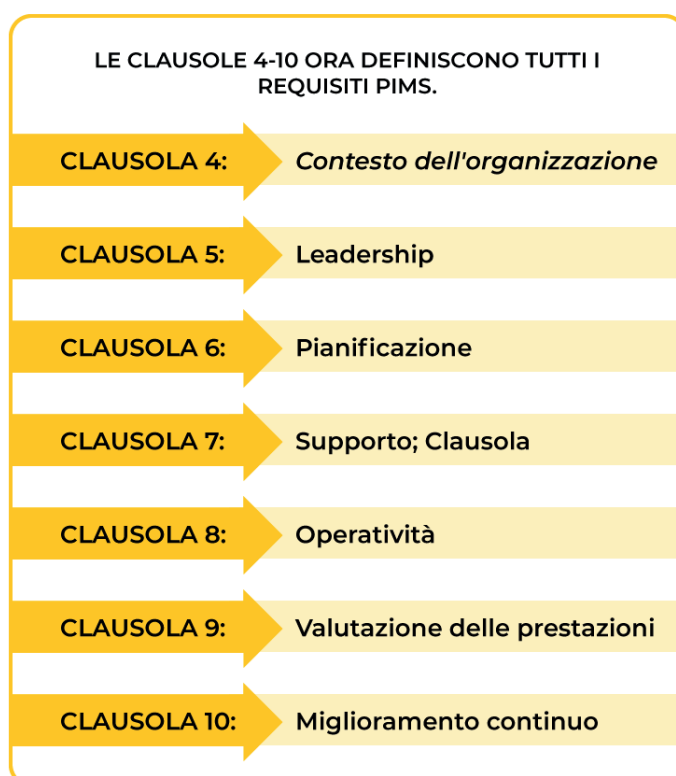 LE CLAUSOLE 4-10 ORA DEFINISCONO TUTTI I
REQUISITI PIMS.
CLAUSOLA 4: Contesto dell'organizzazione
CLAUSOLA 5: Leadership
CLAUSOLA 6: Pianificazione
CLAUSOLA 7: Supporto; Clausola
CLAUSOLA 8: Operatività
CLAUSOLA 9: Valutazione delle prestazioni
CLAUSOLA 10: Miglioramento continuo